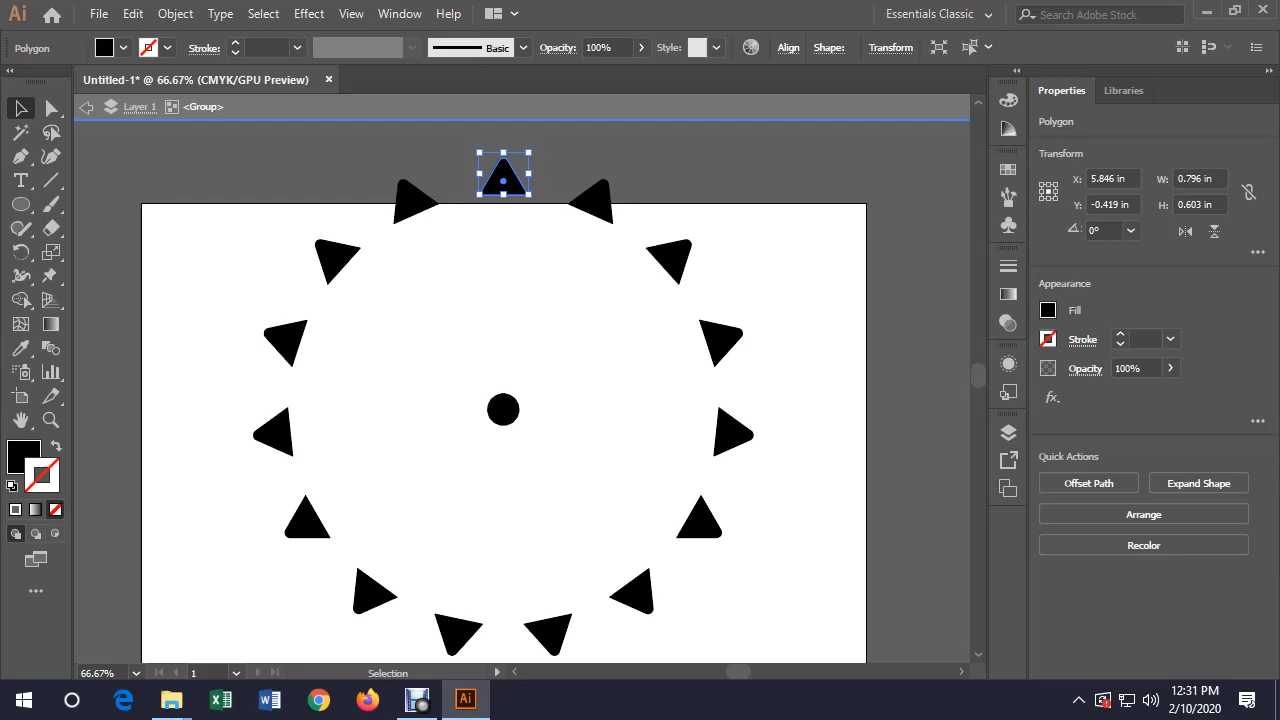 Ai File Edit Object Type Select Effect View Window Help Essentials Classic Search Adobe Stock
Polygon Stroke: Basic Opacity: 100% Style: Align Shape: Transform
Untitled-1* @ 66.67% (CMYK/GPU Preview) ×
Layer 1 <Group>
Properties Libraries
Polygon
Transform
X: 5.846 in W: 0.796 in
Y: -0.419 in H: 0.603 in
0°
Appearance
Fill
Stroke
Opacity 100%
fx.
Quick Actions
Offset Path Expand Shape
Arrange
Recolor
66.67% 1 Selection
Ai
12:31 PM
2/10/2020